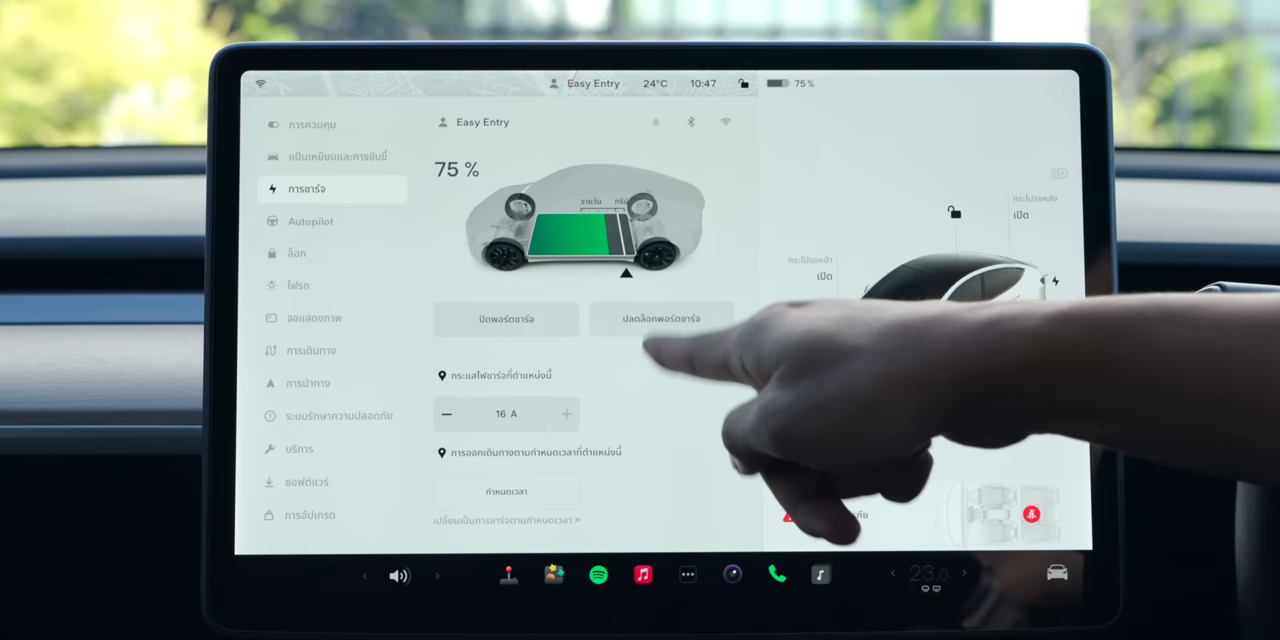 Easy Entry 24°C 10:47 75 %
การควบคุม
แป้นเหยียบและการขับขี่
การชาร์จ
Autopilot
ล็อก
ไฟรถ
จอแสดงภาพ
การเดินทาง
การนำทาง
ระบบรักษาความปลอดภัย
บริการ
ซอฟต์แวร์
การอัปเกรด
Easy Entry
75 %
รายวัน ทริป
ปิดพอร์ตชาร์จ ปลดล็อกพอร์ตชาร์จ
กระแสไฟชาร์จที่ตำแหน่งนี้
− 16 A +
การออกเดินทางตามกำหนดเวลาที่ตำแหน่งนี้
กำหนดเวลา
เปลี่ยนเป็นการชาร์จตามกำหนดเวลา >
กระโปรงหลัง
เปิด
กระโปรงหน้า
เปิด
23.0